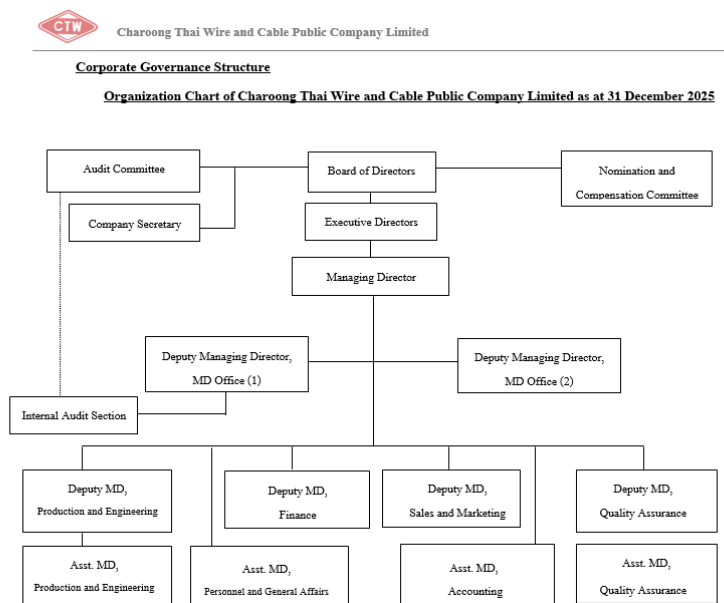 CTW
Charoong Thai Wire and Cable Public Company Limited
Corporate Governance Structure
Organization Chart of Charoong Thai Wire and Cable Public Company Limited as at 31 December 2025
Audit Committee
Board of Directors
Nomination and
Compensation Committee
Company Secretary
Executive Directors
Managing Director
Deputy Managing Director,
MD Office (1)
Deputy Managing Director,
MD Office (2)
Internal Audit Section
Deputy MD,
Production and Engineering
Deputy MD,
Finance
Deputy MD,
Sales and Marketing
Deputy MD,
Quality Assurance
Asst. MD,
Production and Engineering
Asst. MD,
Personnel and General Affairs
Asst. MD,
Accounting
Asst. MD,
Quality Assurance